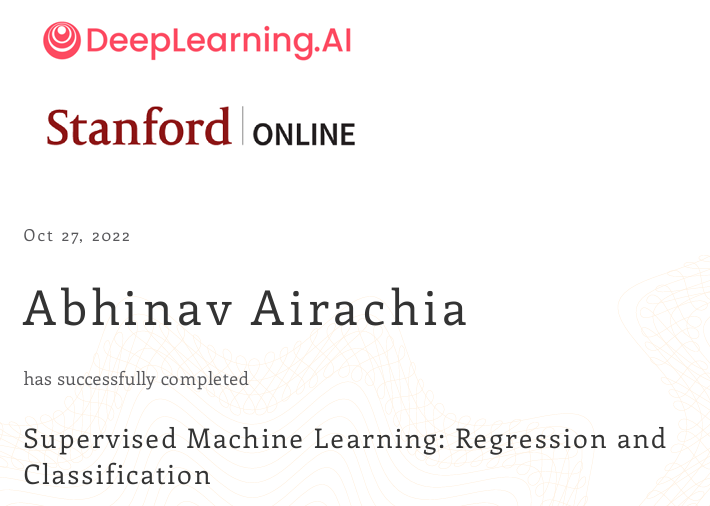 DeepLearning.AI
Stanford ONLINE
Oct 27, 2022
Abhinav Airachia
has successfully completed
Supervised Machine Learning: Regression and
Classification